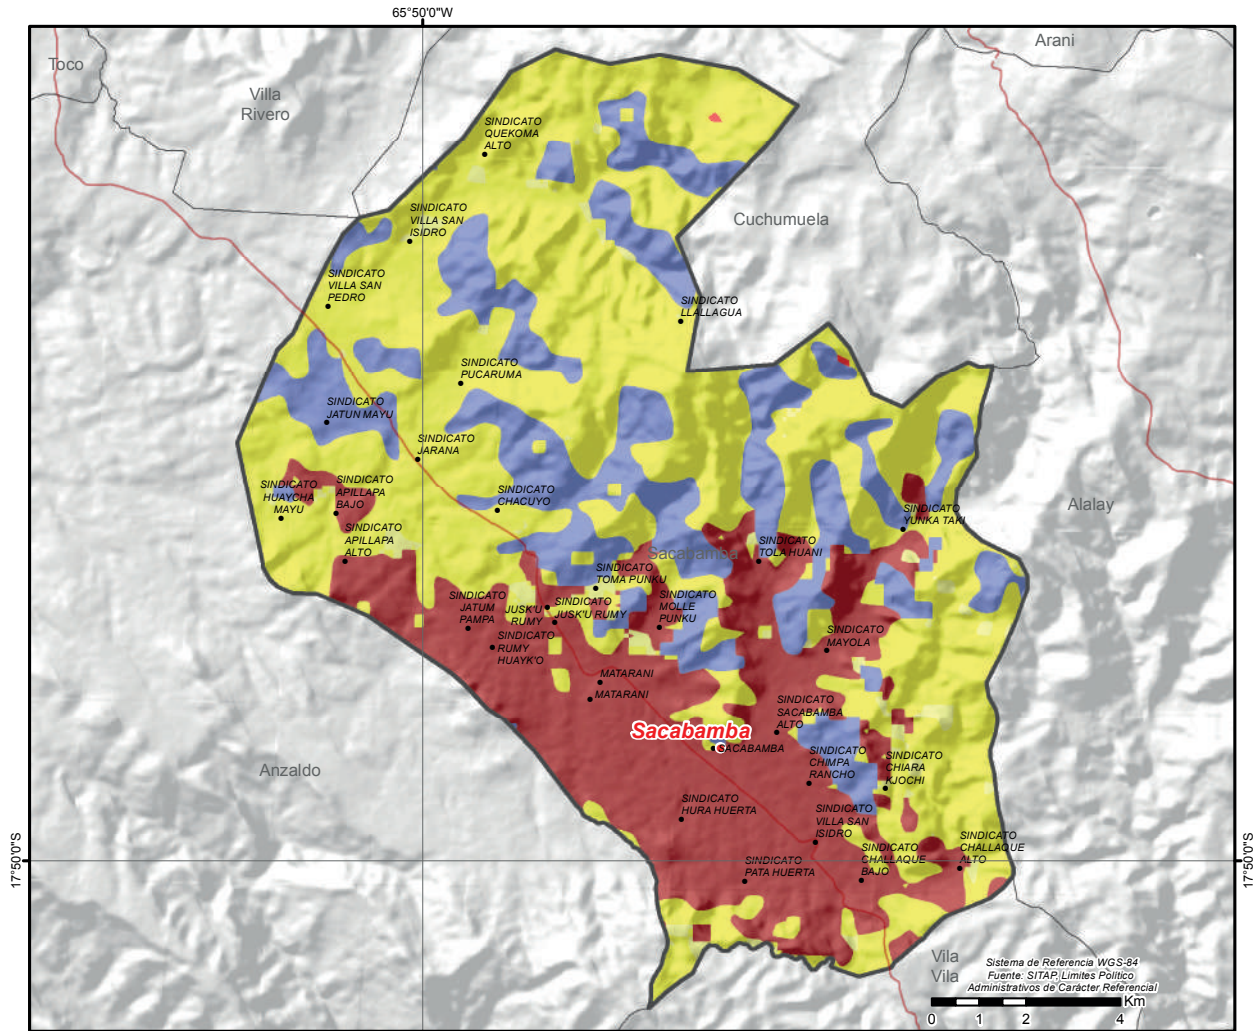 65°50'0"W
Toco
Villa
Rivero
Arani
SINDICATO
QUEKOMA
ALTO
SINDICATO
VILLA SAN
ISIDRO
Cuchumuela
SINDICATO
VILLA SAN
PEDRO
SINDICATO
LLALLAGUA
SINDICATO
PUCARUMA
SINDICATO
JATUN MAYU
SINDICATO
JARANA
SINDICATO
HUAYCHA
MAYU
SINDICATO
APILLAPA
BAJO
SINDICATO
CHACUYO
SINDICATO
YUNKA TAKI
Alalay
SINDICATO
APILLAPA
ALTO
Sacabamba
SINDICATO
TOLA HUANI
SINDICATO
TOMA PUNKU
SINDICATO
JATUM
PAMPA
JUSK'U
RUMY
SINDICATO
JUSK'U RUMY
SINDICATO
MOLLE
PUNKU
SINDICATO
RUMY
HUAYK'O
SINDICATO
MAYOLA
MATARANI
MATARANI
SINDICATO
SACABAMBA
ALTO
Sacabamba
SACABAMBA
SINDICATO
CHIMPA
RANCHO
SINDICATO
CHIARA
KJOCHI
Anzaldo
SINDICATO
HURA HUERTA
SINDICATO
VILLA SAN
ISIDRO
SINDICATO
CHALLAQUE
BAJO
SINDICATO
CHALLAQUE
ALTO
17°50'0"S
17°50'0"S
SINDICATO
PATA HUERTA
Vila
Vila
Sistema de Referencia WGS-84
Fuente: SITAP, Limites Político
Administrativos de Carácter Referencial
Km
0 1 2 4